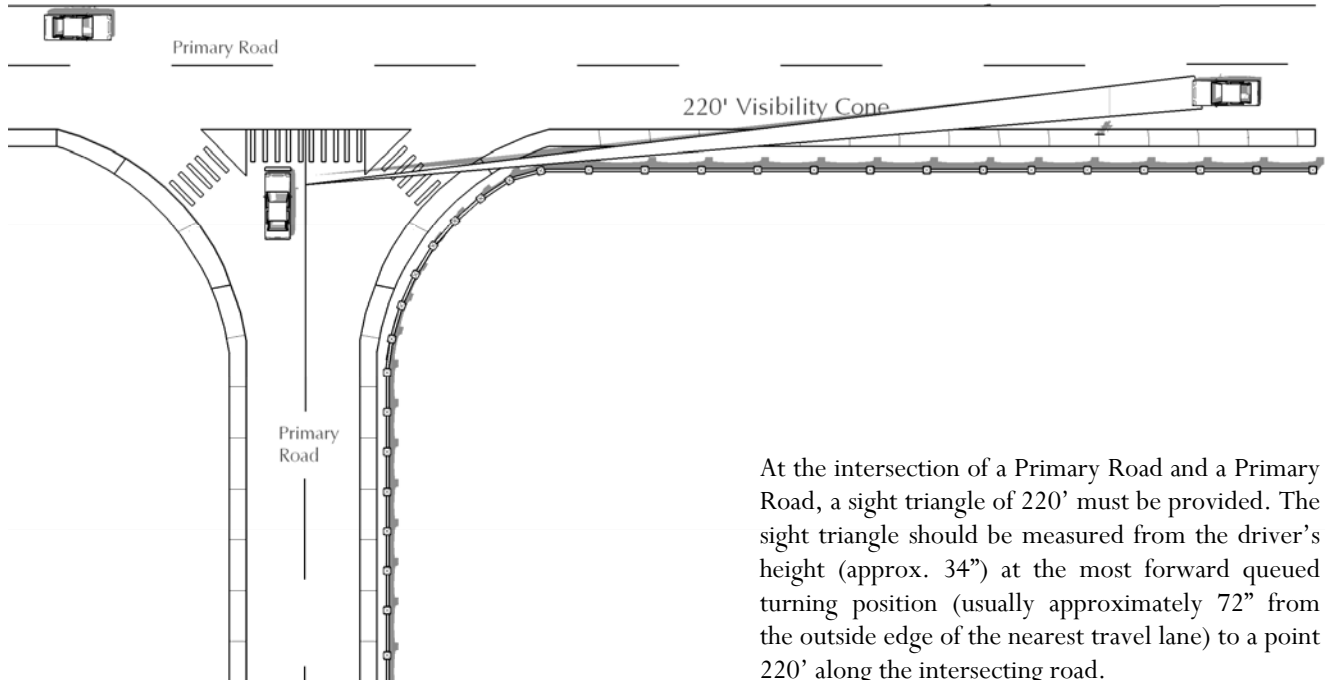 Primary Road
220' Visibility Cone
Primary
Road
At the intersection of a Primary Road and a Primary
Road, a sight triangle of 220’ must be provided. The
sight triangle should be measured from the driver’s
height (approx. 34”) at the most forward queued
turning position (usually approximately 72” from
the outside edge of the nearest travel lane) to a point
220’ along the intersecting road.